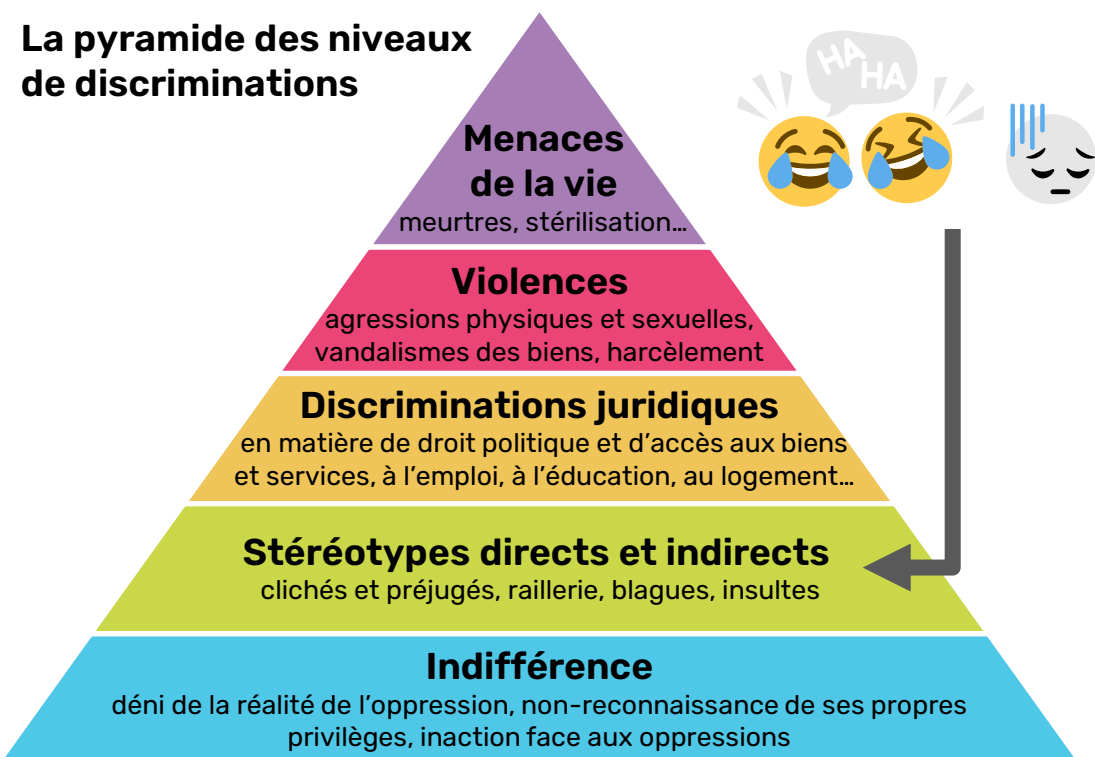 La pyramide des niveaux
de discriminations
HA
HA
Menaces
de la vie
meurtres, stérilisation…
Violences
agressions physiques et sexuelles,
vandalismes des biens, harcèlement
Discriminations juridiques
en matière de droit politique et d’accès aux biens
et services, à l’emploi, à l’éducation, au logement…
Stéréotypes directs et indirects
clichés et préjugés, raillerie, blagues, insultes
Indifférence
déni de la réalité de l’oppression, non-reconnaissance de ses propres
privilèges, inaction face aux oppressions